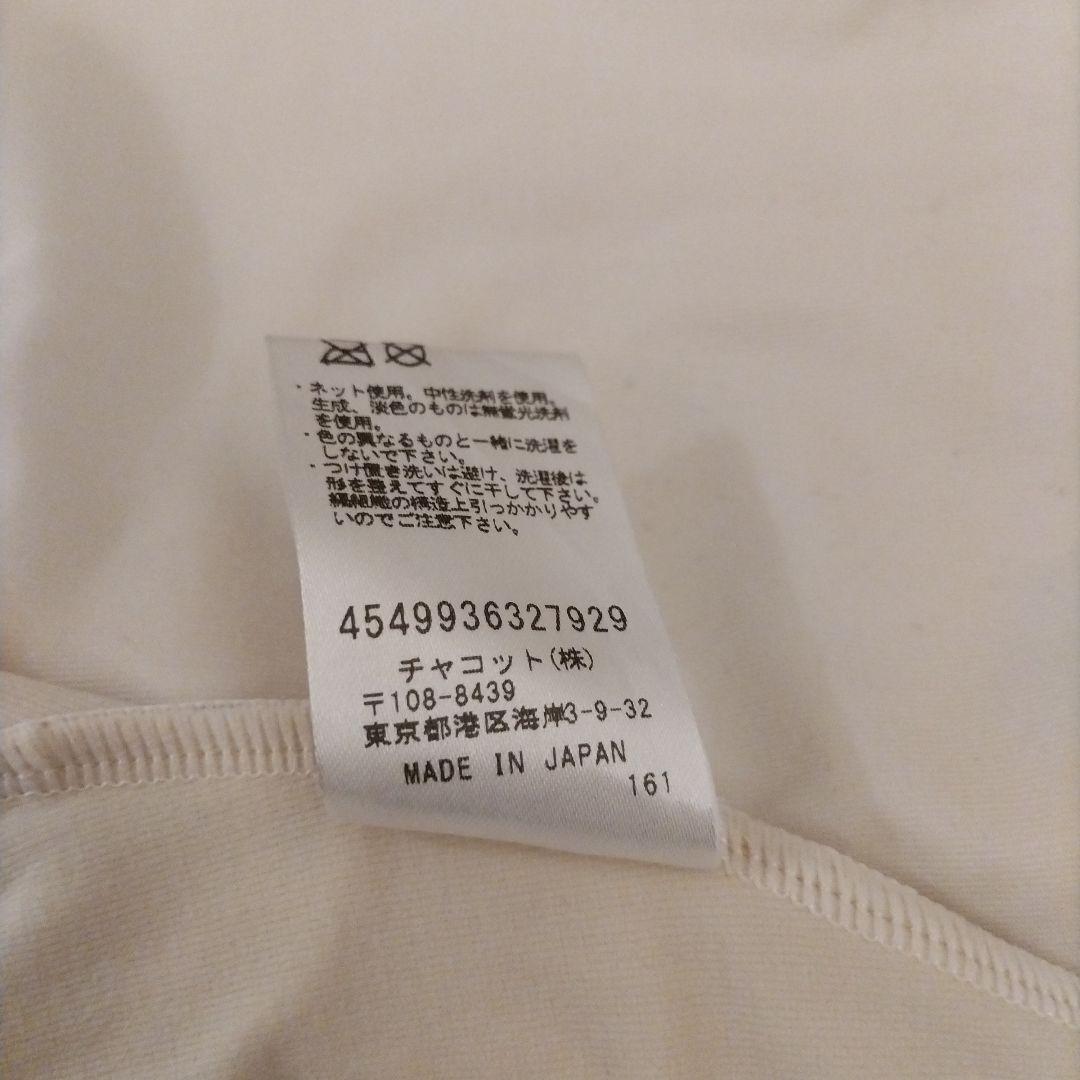 ・ネット使用。中性洗剤を使用。
生成、淡色のものは無蛍光洗剤
を使用。
・色の異なるものと一緒に洗濯を
しないで下さい。
・つけ置き洗いは避け、洗濯後は
形を整えてすぐに干して下さい。
編組織の構造上引っかかりやす
いのでご注意下さい。
4549936327929
チャコット(株)
〒108-8439
東京都港区海岸3-9-32
MADE IN JAPAN
161